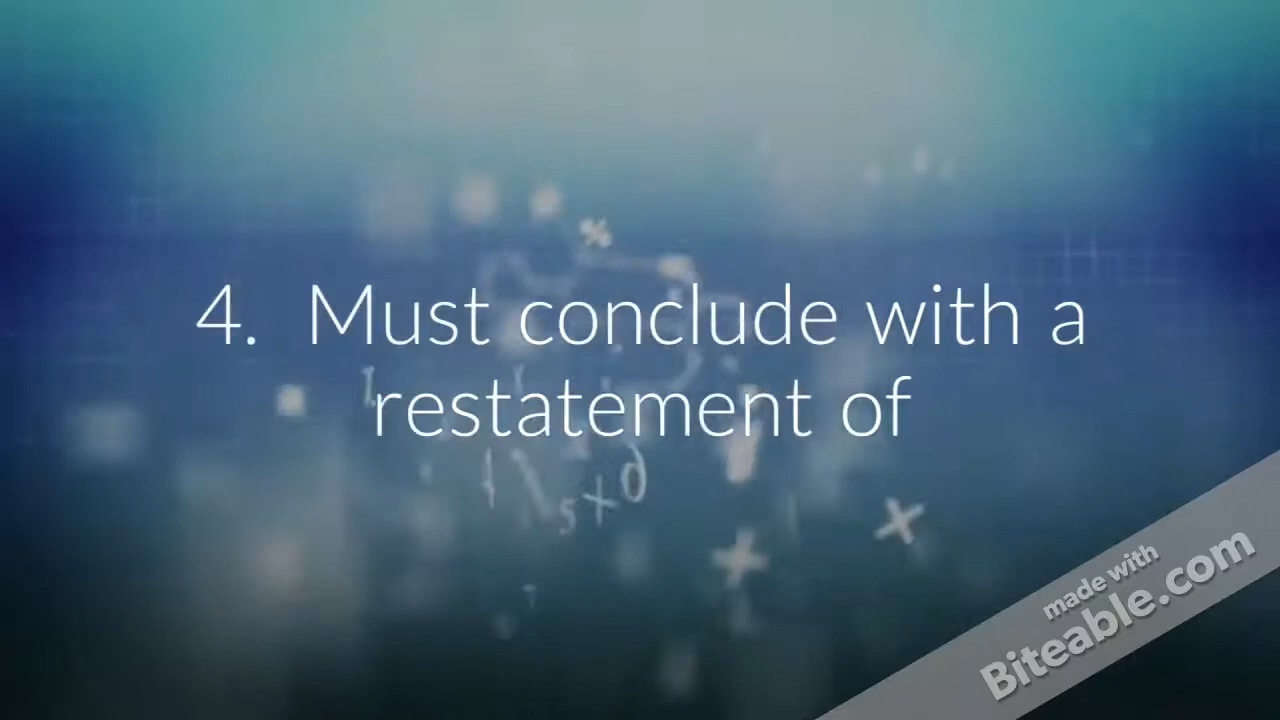 4. Must conclude with a
restatement of
made with
Biteable.com